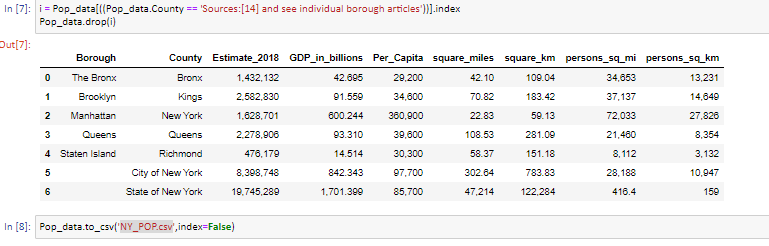 In [7]: i = Pop_data[((Pop_data.County == 'Sources:[14] and see individual borough articles'))].index
Pop_data.drop(i)
Out[7]:
Borough County Estimate_2018 GDP_in_billions Per_Capita square_miles square_km persons_sq_mi persons_sq_km
0 The Bronx Bronx 1,432,132 42.695 29,200 42.10 109.04 34,653 13,231
1 Brooklyn Kings 2,582,830 91.559 34,600 70.82 183.42 37,137 14,649
2 Manhattan New York 1,628,701 600.244 360,900 22.83 59.13 72,033 27,826
3 Queens Queens 2,278,906 93.310 39,600 108.53 281.09 21,460 8,354
4 Staten Island Richmond 476,179 14.514 30,300 58.37 151.18 8,112 3,132
5 City of New York 8,398,748 842.343 97,700 302.64 783.83 28,188 10,947
6 State of New York 19,745,289 1,701.399 85,700 47,214 122,284 416.4 159
In [8]: Pop_data.to_csv('NY_POP.csv',index=False)